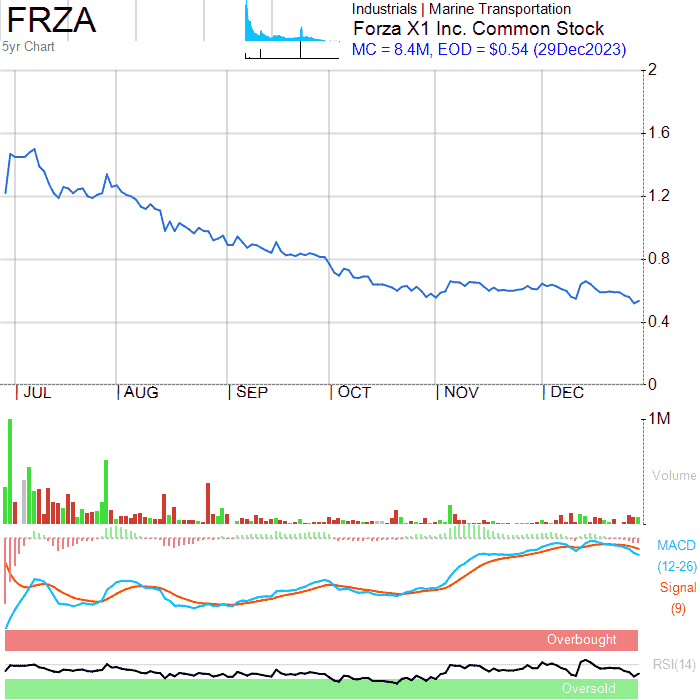 FRZA
5yr Chart
Industrials | Marine Transportation
Forza X1 Inc. Common Stock
MC = 8.4M, EOD = $0.54 (29Dec2023)
2
1.6
1.2
0.8
0.4
0
JUL AUG SEP OCT NOV DEC
1M
Volume
MACD
(12-26)
Signal
(9)
Overbought
RSI(14)
Oversold